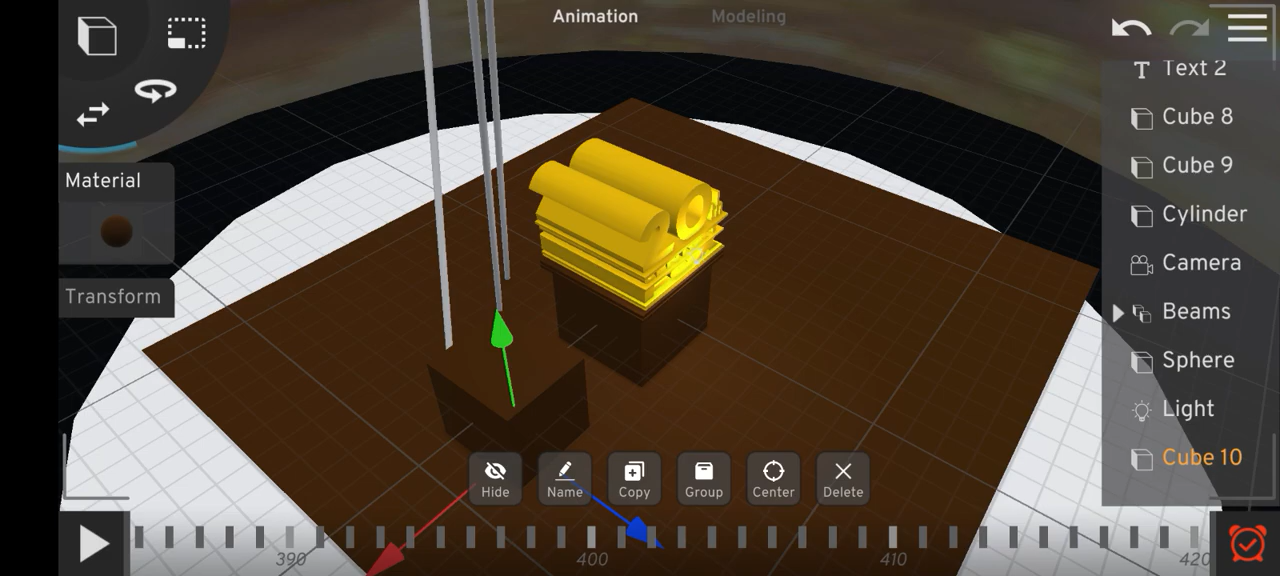 Animation
Modeling
Material
Transform
Text 2
Cube 8
Cube 9
Cylinder
Camera
Beams
Sphere
Light
Cube 10
Hide
Name
Copy
Group
Center
Delete
390
400
410
420